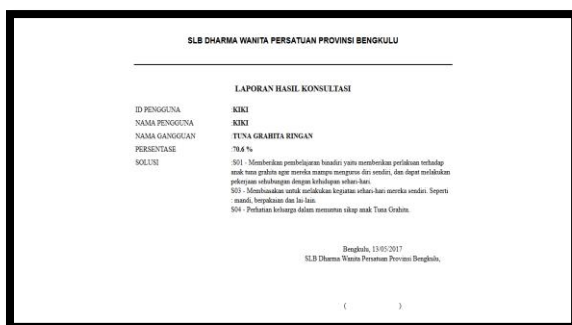 SLB DHARMA WANITA PERSATUAN PROVINSI BENGKULU
LAPORAN HASIL KONSULTASI
ID PENGGUNA :KIKI
NAMA PENGGUNA :KIKI
NAMA GANGGUAN :TUNA GRAHITA RINGAN
PERSENTASE :70.6 %
SOLUSI :S01 - Memberikan pembelajaran binadiri yaitu memberikan perlakuan terhadap
anak tuna grahita agar mereka mampu mengurus diri sendiri, dan dapat melakukan
pekerjaan sehubungan dengan kehidupan sehari-hari.
S03 - Membiasakan untuk melakukan kegiatan sehari-hari mereka sendiri. Seperti
: mandi, berpakaian dan lai-lain.
S04 - Perhatian keluarga dalam menuntun sikap anak Tuna Grahita.
Bengkulu, 13/05/2017
SLB Dharma Wanita Persatuan Provinsi Bengkulu,
( )